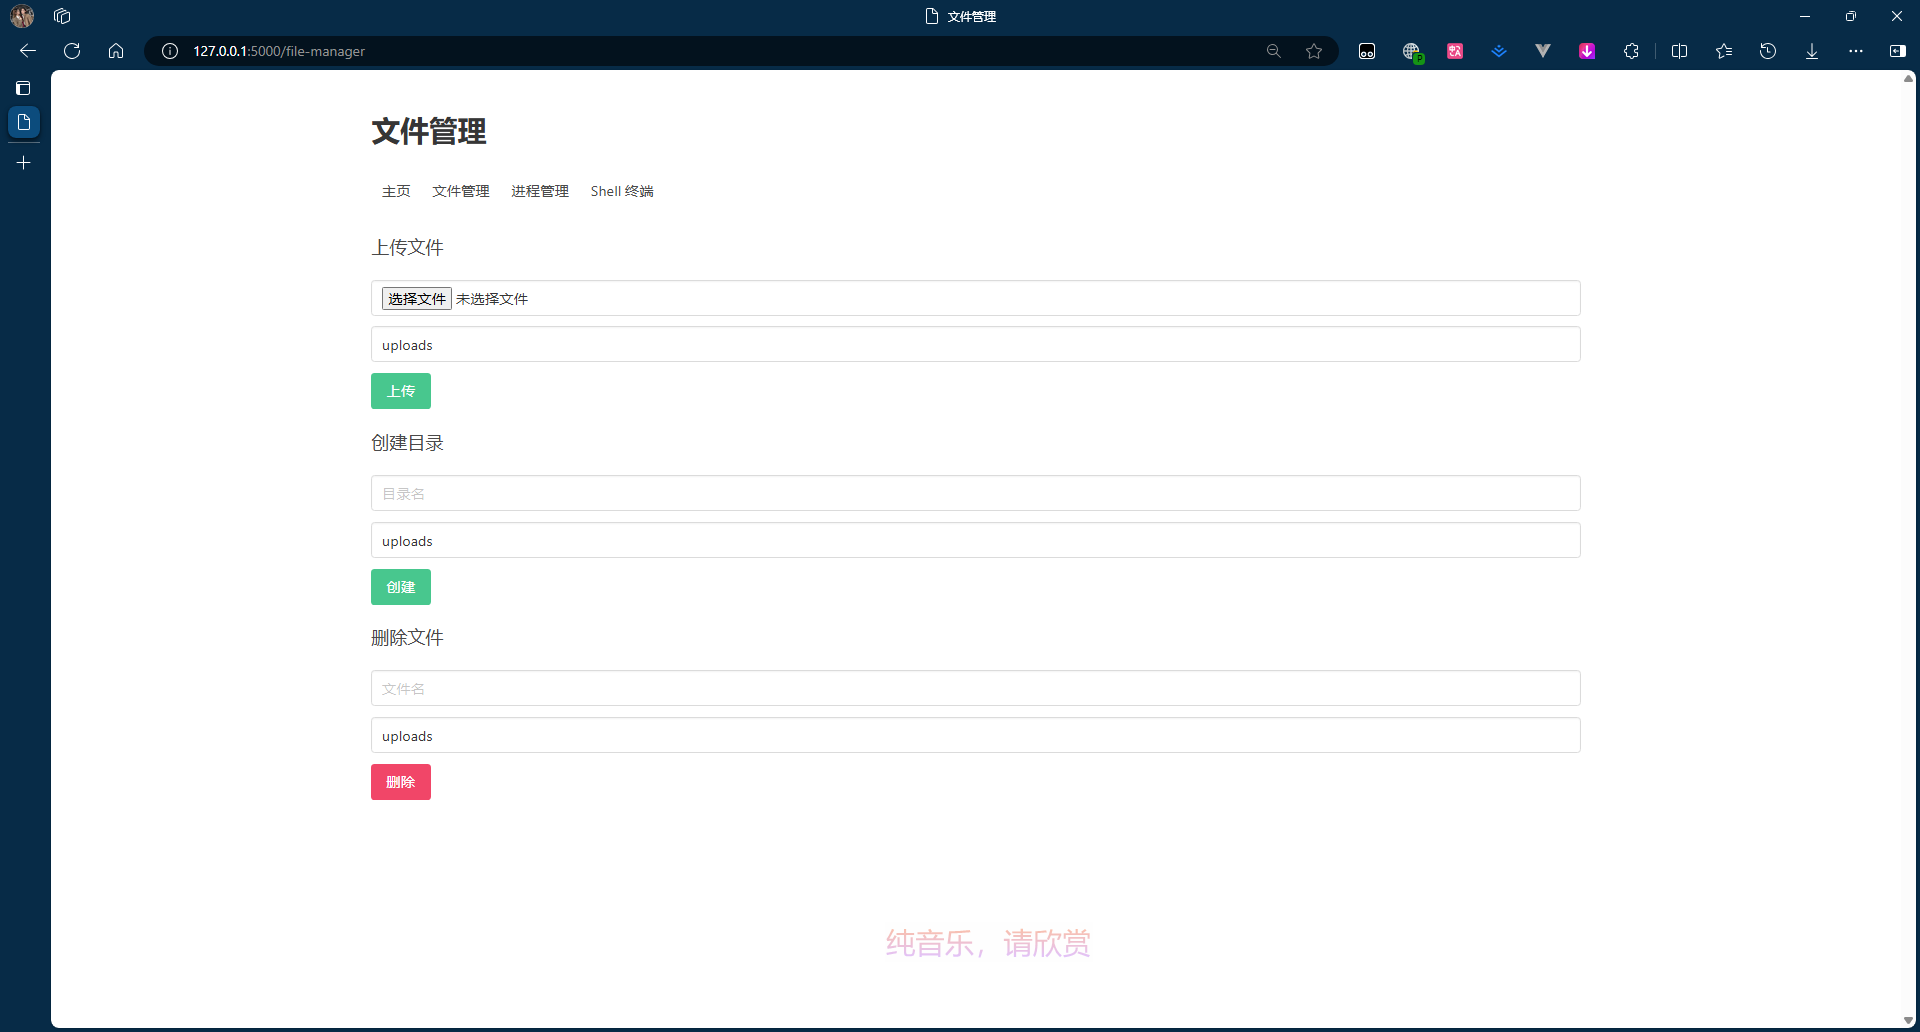 文件管理
127.0.0.1:5000/file-manager
文件管理
主页 文件管理 进程管理 Shell 终端
上传文件
选择文件 未选择文件
uploads
上传
创建目录
目录名
uploads
创建
删除文件
文件名
uploads
删除
纯音乐，请欣赏